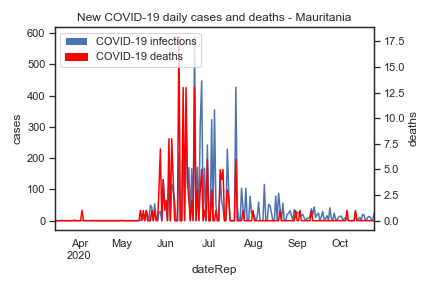 New COVID-19 daily cases and deaths - Mauritania
COVID-19 infections
COVID-19 deaths
600
500
400
300
200
100
0
cases
17.5
15.0
12.5
10.0
7.5
5.0
2.5
0.0
deaths
Apr May Jun Jul Aug Sep Oct
2020
dateRep